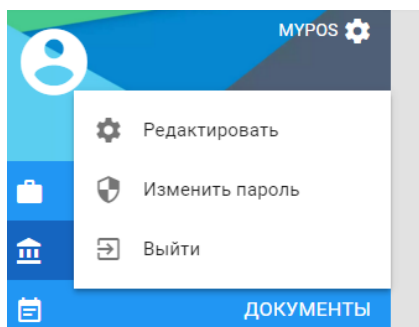 MYPOS
Редактировать
Изменить пароль
Выйти
ДОКУМЕНТЫ